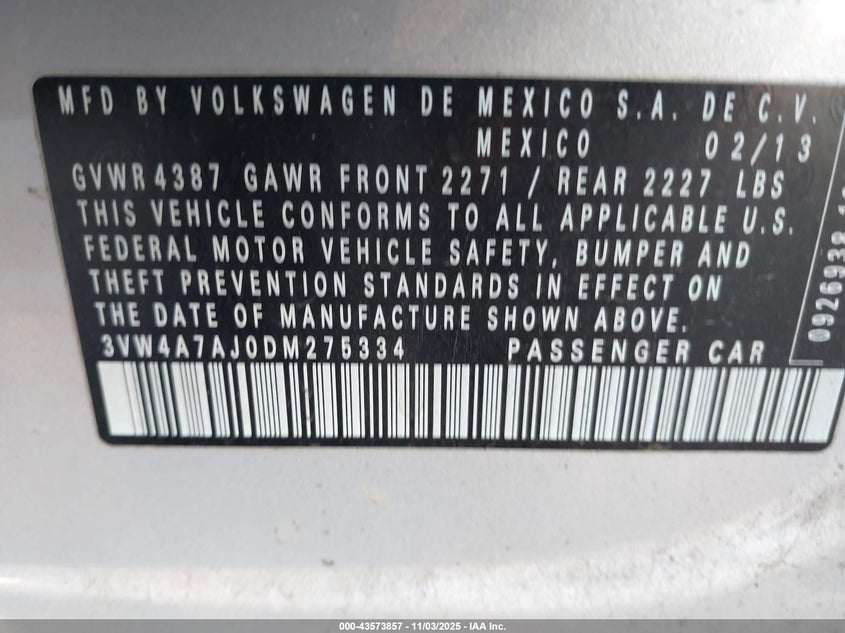 MFD BY VOLKSWAGEN DE MEXICO S.A. DE C.V.
MEXICO 02/13
GVWR 4387 GAWR FRONT 2271 / REAR 2227 LBS
THIS VEHICLE CONFORMS TO ALL APPLICABLE U.S.
FEDERAL MOTOR VEHICLE SAFETY, BUMPER AND
THEFT PREVENTION STANDARDS IN EFFECT ON
THE DATE OF MANUFACTURE SHOWN ABOVE.
3VW4A7AJ0DM275334 PASSENGER CAR
0926938
000-43573857 - 11/03/2025 - IAA Inc.